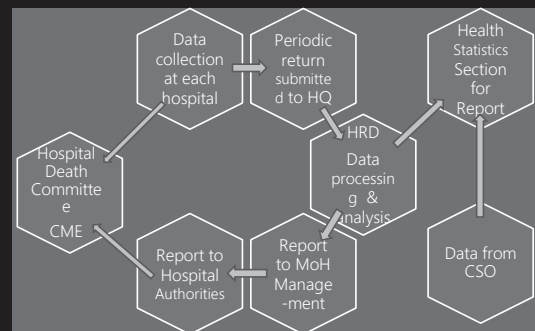 Data
collection
at each
hospital
Periodic
return
submitte
d to HQ
Health
Statistics
Section
for
Report
HRD
Data
processin
g &
analysis
Hospital
Death
Committe
e
CME
Report to
Hospital
Authorities
Report
to MoH
Manage
-ment
Data from
CSO